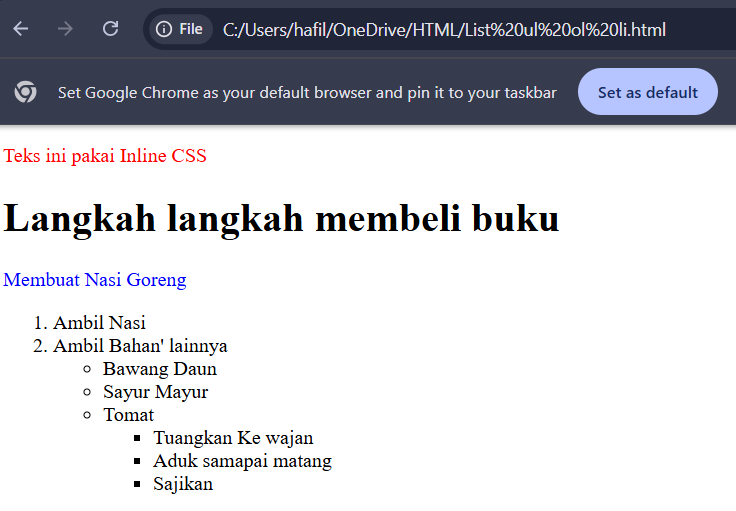 File C:/Users/hafil/OneDrive/HTML/List%20ul%20ol%20li.html
Set Google Chrome as your default browser and pin it to your taskbar Set as default
Teks ini pakai Inline CSS
Langkah langkah membeli buku
Membuat Nasi Goreng
1. Ambil Nasi
2. Ambil Bahan' lainnya
Bawang Daun
Sayur Mayur
Tomat
Tuangkan Ke wajan
Aduk samapai matang
Sajikan